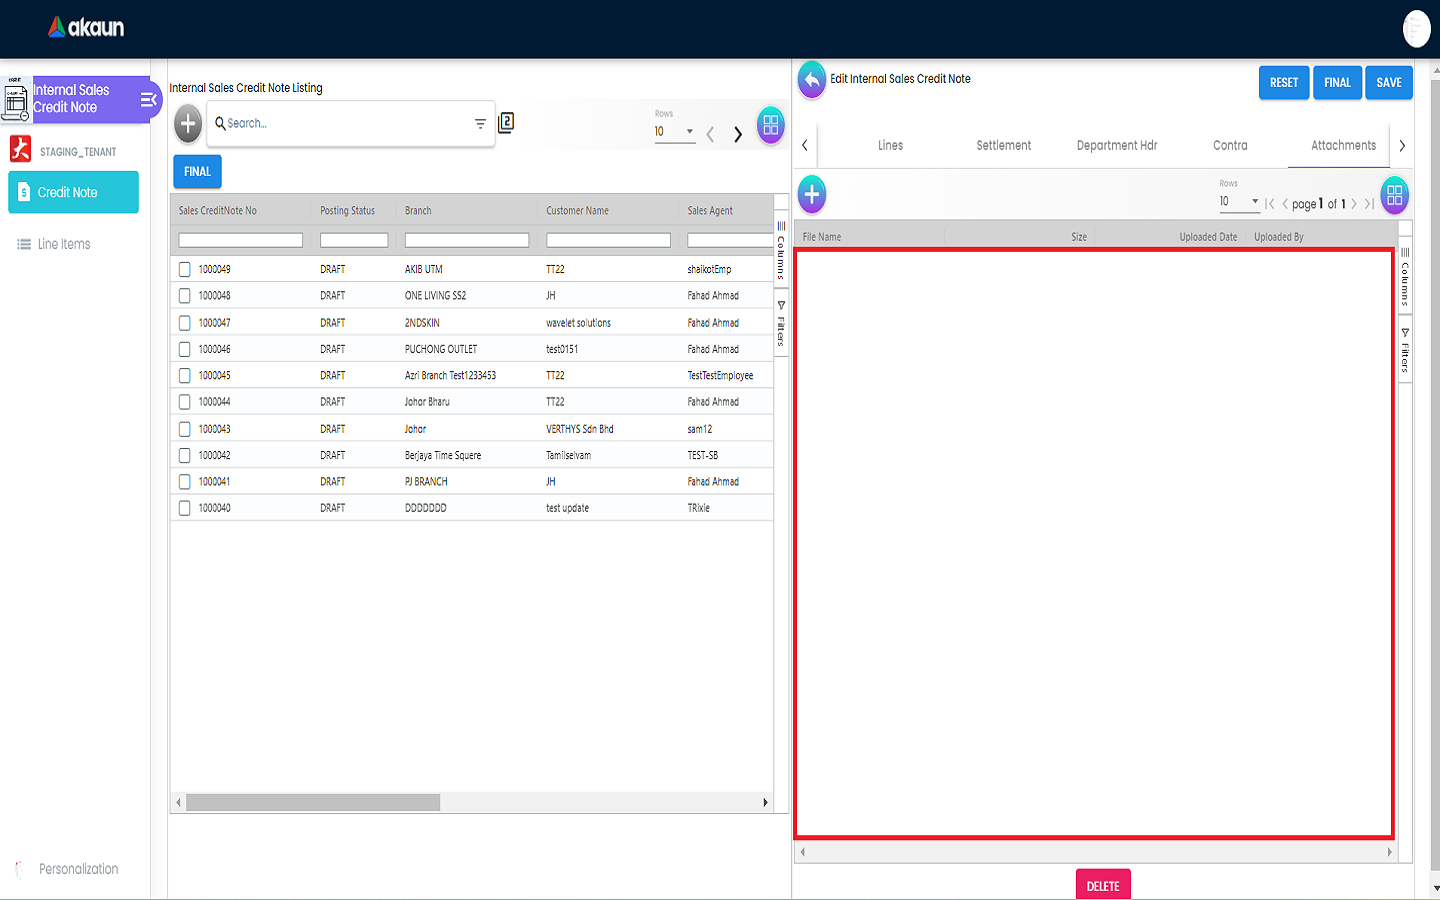 akaun
Internal Sales
Credit Note
STAGING_TENANT
Credit Note
Line Items
Personalization
Internal Sales Credit Note Listing
Search...
2
Rows
10
FINAL
Sales CreditNote No Posting Status Branch Customer Name Sales Agent
1000049 DRAFT AKIB UTM TT22 shaikotEmp
1000048 DRAFT ONE LIVING SS2 JH Fahad Ahmad
1000047 DRAFT 2NDSKIN wavelet solutions Fahad Ahmad
1000046 DRAFT PUCHONG OUTLET test0151 Fahad Ahmad
1000045 DRAFT Azri Branch Test1233453 TT22 TestTestEmployee
1000044 DRAFT Johor Bharu TT22 Fahad Ahmad
1000043 DRAFT Johor VERTHYS Sdn Bhd sam12
1000042 DRAFT Berjaya Time Squere Tamilselvam TEST-SB
1000041 DRAFT PJ BRANCH JH Fahad Ahmad
1000040 DRAFT DDDDDDD test update TRixie
Columns
Filters
Edit Internal Sales Credit Note
RESET FINAL SAVE
Lines Settlement Department Hdr Contra Attachments
Rows
10
page 1 of 1
File Name Size Uploaded Date Uploaded By
Columns
Filters
DELETE